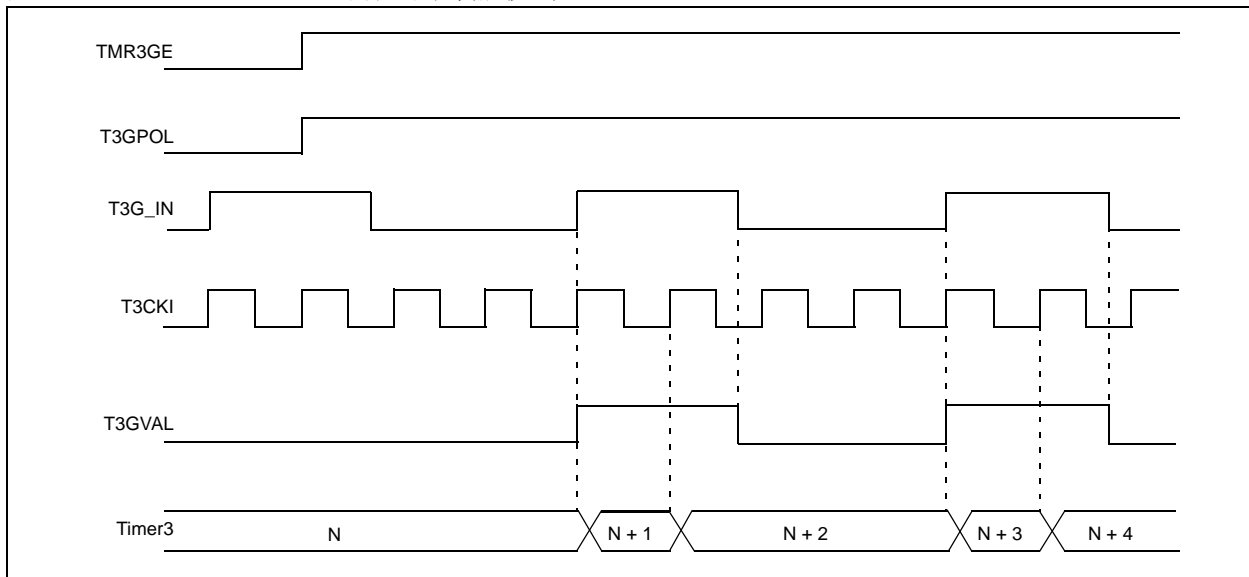 TMR3GE
T3GPOL
T3G_IN
T3CKI
T3GVAL
Timer3
N
N + 1
N + 2
N + 3
N + 4